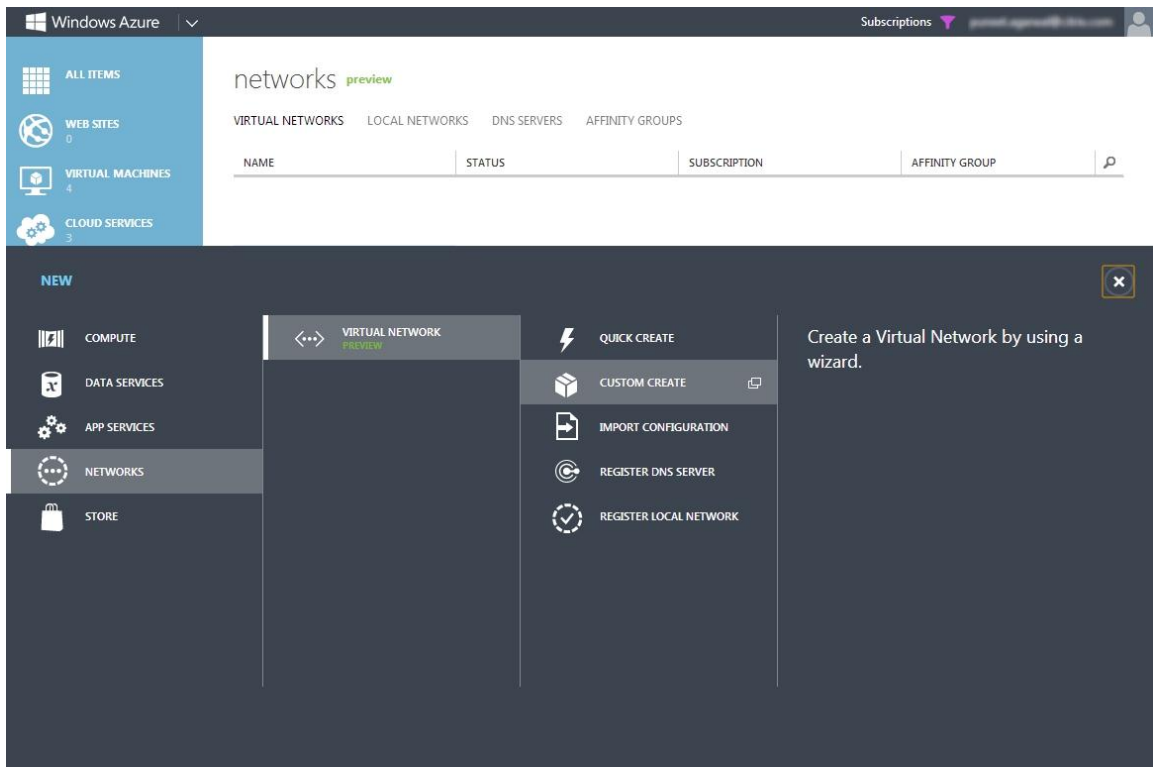 Windows Azure
Subscriptions
ALL ITEMS
WEB SITES
0
VIRTUAL MACHINES
4
CLOUD SERVICES
3
networks preview
VIRTUAL NETWORKS LOCAL NETWORKS DNS SERVERS AFFINITY GROUPS
NAME STATUS SUBSCRIPTION AFFINITY GROUP
NEW
COMPUTE
DATA SERVICES
APP SERVICES
NETWORKS
STORE
VIRTUAL NETWORK
PREVIEW
QUICK CREATE
CUSTOM CREATE
IMPORT CONFIGURATION
REGISTER DNS SERVER
REGISTER LOCAL NETWORK
Create a Virtual Network by using a
wizard.